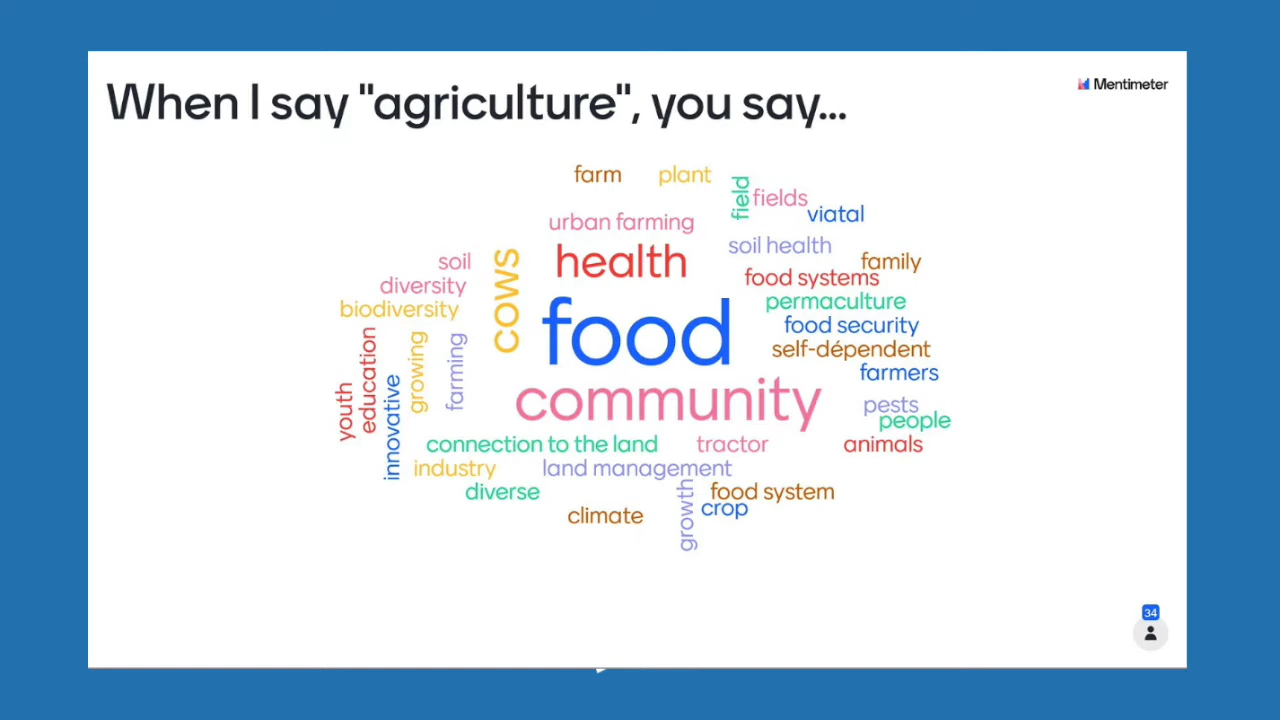 When I say "agriculture", you say...
Mentimeter
farm
plant
field
fields
viatal
urban farming
soil health
health
cows
soil
family
food systems
diversity
permaculture
biodiversity
food
food security
education
growing
farming
self-dépendent
farmers
youth
innovative
community
pests
people
connection to the land
tractor
animals
industry
land management
diverse
growth
food system
crop
climate
34